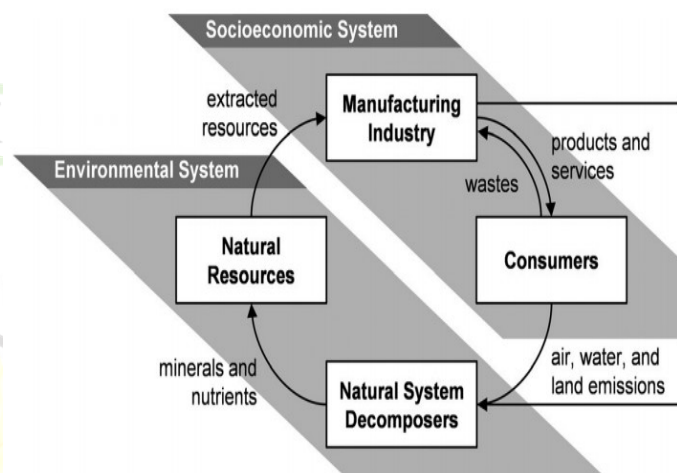 Socioeconomic System
extracted
resources
Manufacturing
Industry
products and
services
wastes
Environmental System
Natural
Resources
Consumers
minerals and
nutrients
Natural System
Decomposers
air, water, and
land emissions